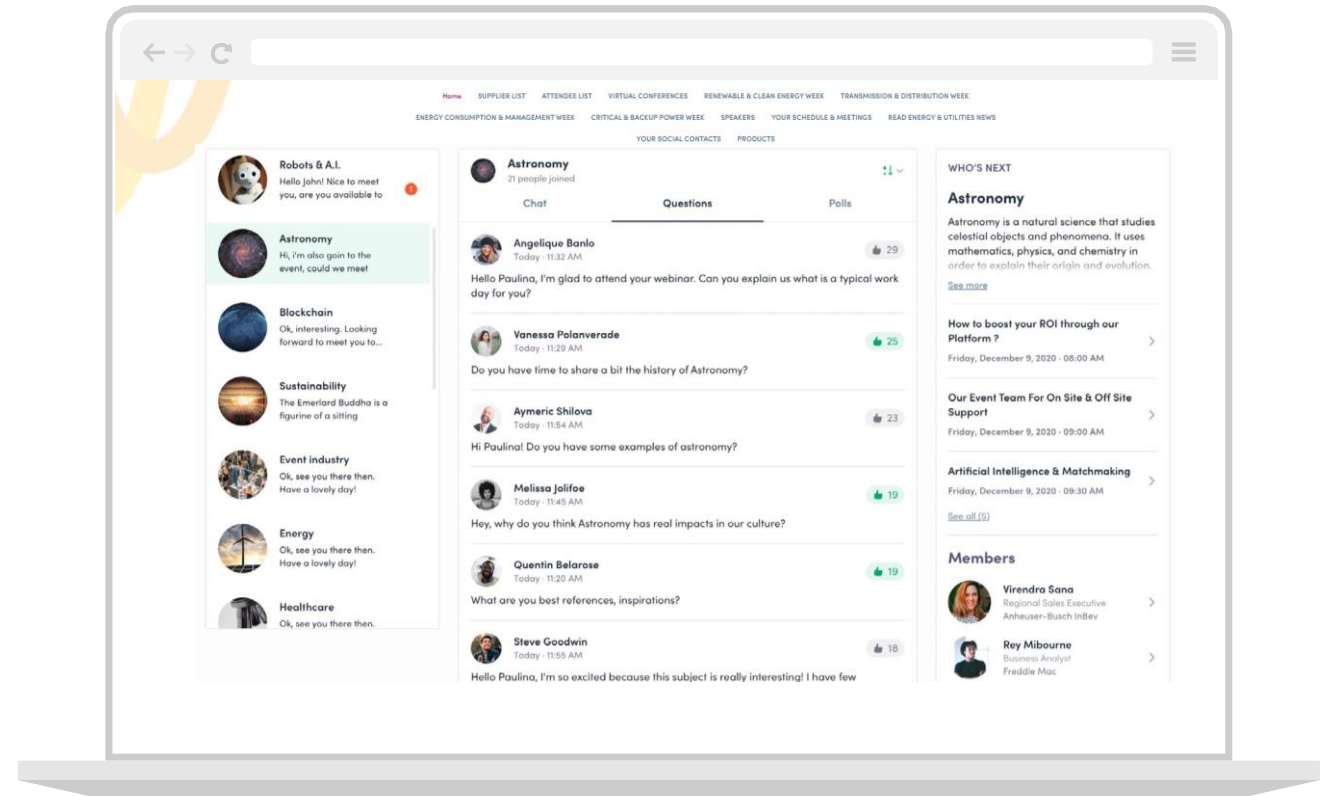 Home SUPPLIER LIST ATTENDEE LIST VIRTUAL CONFERENCES RENEWABLE & CLEAN ENERGY WEEK TRANSMISSION & DISTRIBUTION WEEK
ENERGY CONSUMPTION & MANAGEMENT WEEK CRITICAL & BACKUP POWER WEEK SPEAKERS YOUR SCHEDULE & MEETINGS READ ENERGY & UTILITIES NEWS
YOUR SOCIAL CONTACTS PRODUCTS
Robots & A.I.
Hello John! Nice to meet
you, are you available to
1
Astronomy
Hi, i'm also goin to the
event, could we meet
Blockchain
Ok, interesting. Looking
forward to meet you to...
Sustainability
The Emerlard Buddha is a
figurine of a sitting
Event industry
Ok, see you there then.
Have a lovely day!
Energy
Ok, see you there then.
Have a lovely day!
Healthcare
Ok, see you there then.
Astronomy
21 people joined
Chat Questions Polls
Angelique Banlo
Today · 11:32 AM
29
Hello Paulina, I'm glad to attend your webinar. Can you explain us what is a typical work
day for you?
Vanessa Polanverade
Today · 11:29 AM
25
Do you have time to share a bit the history of Astronomy?
Aymeric Shilova
Today · 11:54 AM
23
Hi Paulina! Do you have some examples of astronomy?
Melissa Jolifoe
Today · 11:45 AM
19
Hey, why do you think Astronomy has real impacts in our culture?
Quentin Belarose
Today · 11:20 AM
19
What are you best references, inspirations?
Steve Goodwin
Today · 11:55 AM
18
Hello Paulina, I'm so excited because this subject is really interesting! I have few
WHO'S NEXT
Astronomy
Astronomy is a natural science that studies
celestial objects and phenomena. It uses
mathematics, physics, and chemistry in
order to explain their origin and evolution.
See more
How to boost your ROI through our
Platform ?
Friday, December 9, 2020 · 08:00 AM
Our Event Team For On Site & Off Site
Support
Friday, December 9, 2020 · 09:00 AM
Artificial Intelligence & Matchmaking
Friday, December 9, 2020 · 09:30 AM
See all (5)
Members
Virendra Sana
Regional Sales Executive
Anheuser-Busch InBev
Rey Mibourne
Business Analyst
Freddie Mac